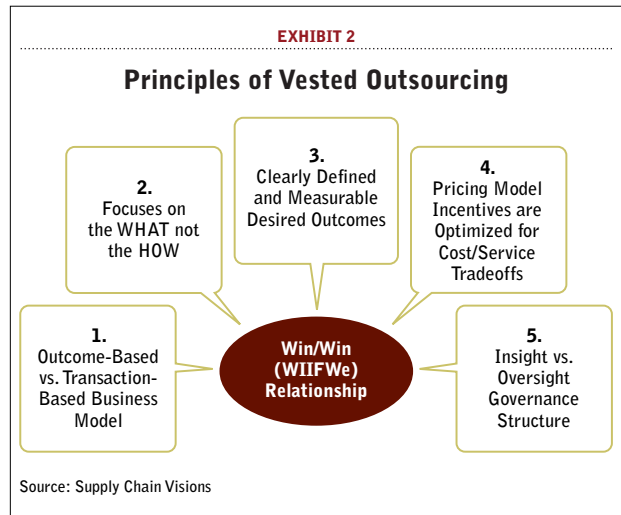 EXHIBIT 2
Principles of Vested Outsourcing
1.
Outcome-Based
vs. Transaction-
Based Business
Model
2.
Focuses on
the WHAT not
the HOW
3.
Clearly Defined
and Measurable
Desired Outcomes
4.
Pricing Model
Incentives are
Optimized for
Cost/Service
Tradeoffs
5.
Insight vs.
Oversight
Governance
Structure
Win/Win
(WIIFWe)
Relationship
Source: Supply Chain Visions